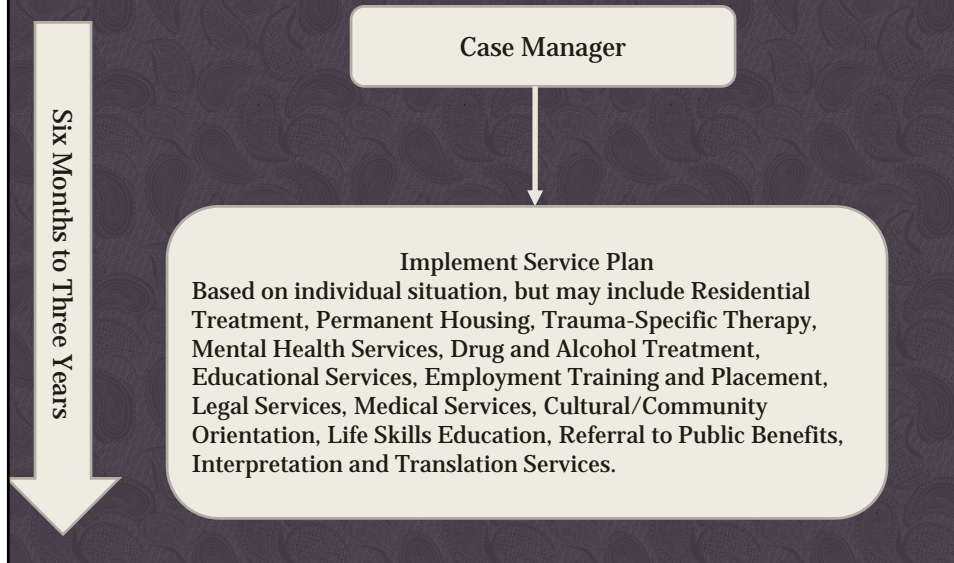 Case Manager
Six Months to Three Years
Implement Service Plan
Based on individual situation, but may include Residential
Treatment, Permanent Housing, Trauma-Specific Therapy,
Mental Health Services, Drug and Alcohol Treatment,
Educational Services, Employment Training and Placement,
Legal Services, Medical Services, Cultural/Community
Orientation, Life Skills Education, Referral to Public Benefits,
Interpretation and Translation Services.